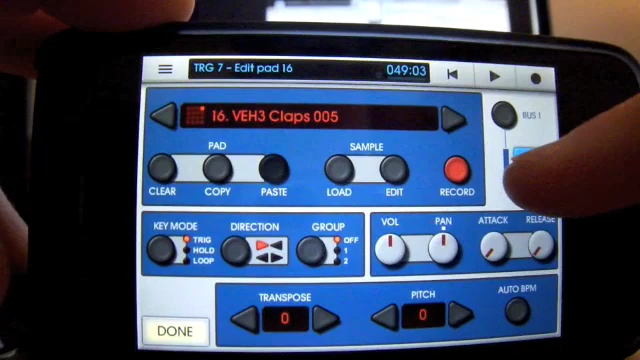 TRG 7 - Edit pad 16 049:03
16. VEH3 Claps 005
BUS 1
PAD SAMPLE
CLEAR COPY PASTE LOAD EDIT RECORD
KEY MODE DIRECTION GROUP VOL PAN ATTACK RELEASE
TRIG OFF
HOLD 1
LOOP 2
TRANSPOSE PITCH AUTO BPM
0 0
DONE